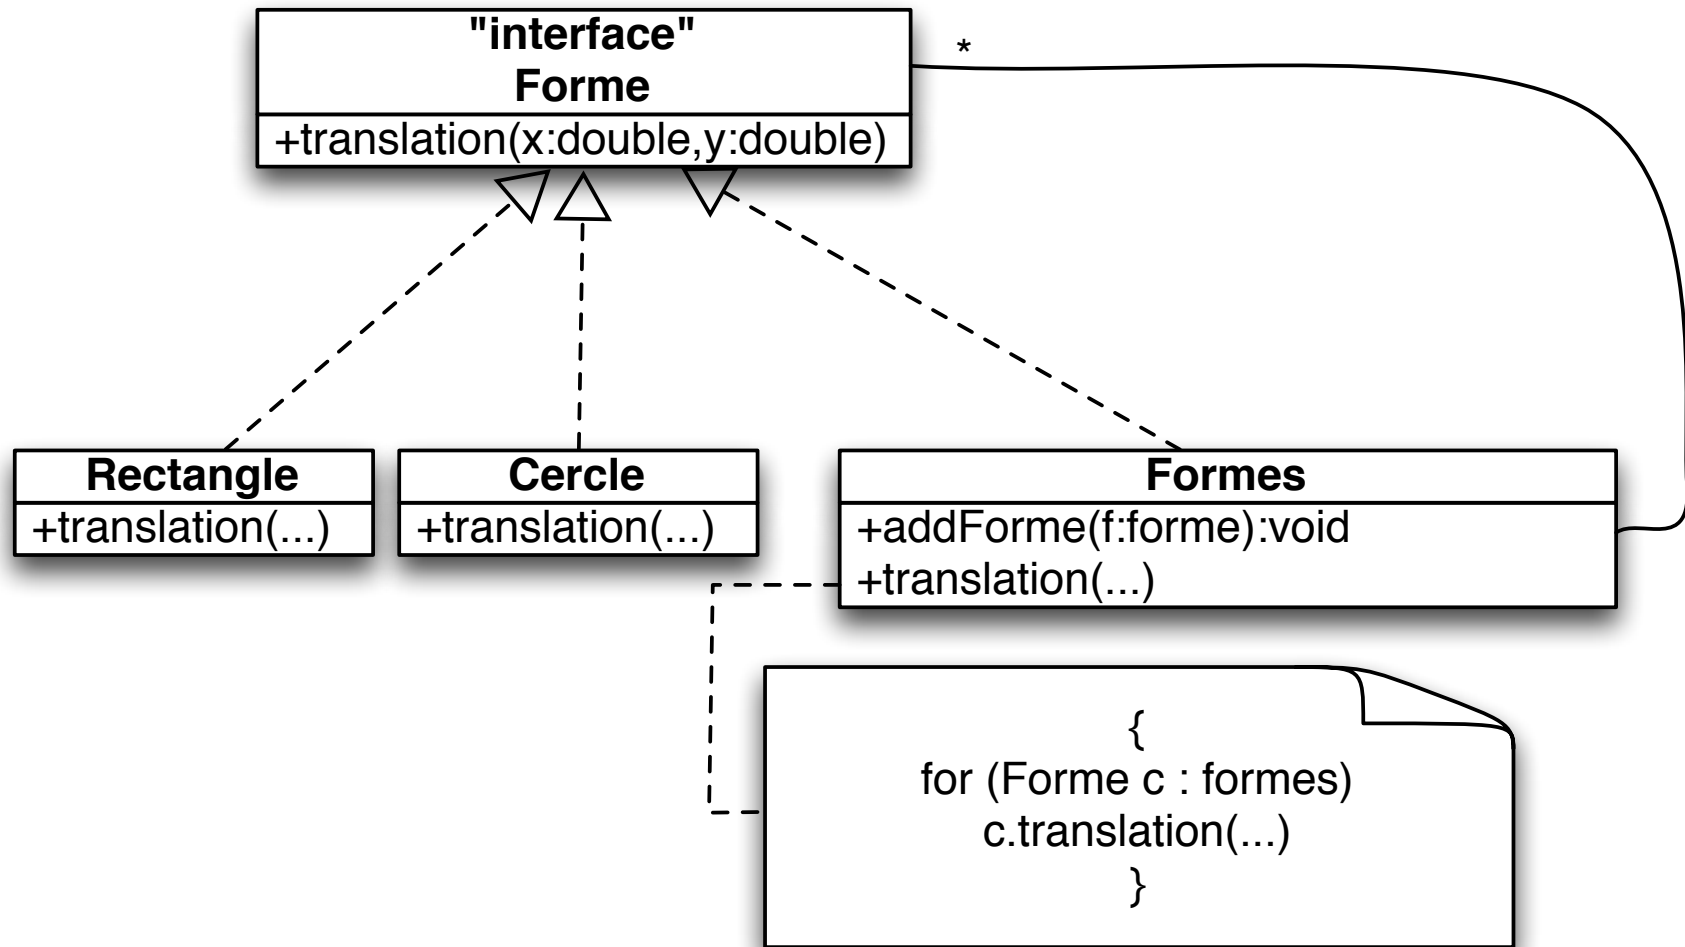 "interface"
Forme
*
+translation(x:double,y:double)
Rectangle
+translation(...)
Cercle
+translation(...)
Formes
+addForme(f:forme):void
+translation(...)
{
for (Forme c : formes)
c.translation(...)
}